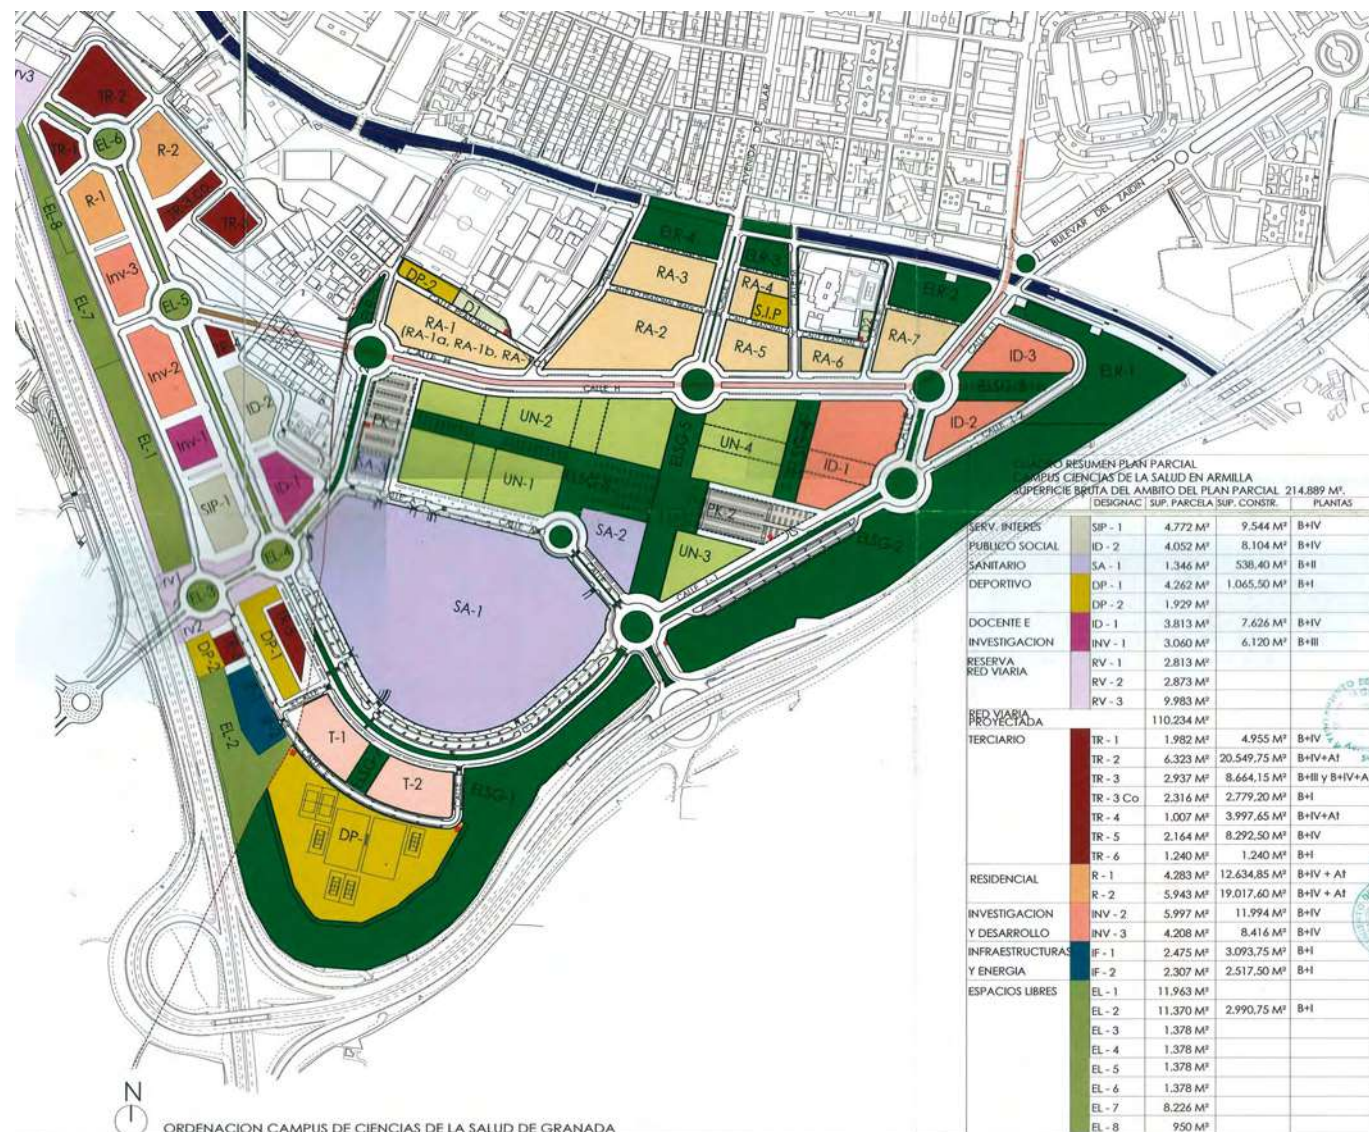 rv3
TR-2
EL-6
R-2
R-1
EL-8
Inv-3
EL-5
EL-7
Inv-2
ID-2
EL-1
Inv-1
ID-1
SIP-1
EL-4
rv
EL-3
rv2
DP-1
DP-2
EL-2
T-1
T-2
DP-
ELSG-1
DP-2
RA-1
(RA-1a, RA-1b, RA-
ELR-4
RA-3
RA-2
ELR-3
RA-4
S.I.P
RA-5
RA-6
RA-7
ELR-2
ELR-1
ID-3
ID-2
CALLE H
PK-1
UN-2
UN-1
UN-4
ELSG-5
ELSG-4
ID-1
PK-2
UN-3
SA-3
SA-2
SA-1
ELSG-2
CALLE J-1
CALLE J-2
BULEVAR DEL ZAIDIN
CUADRO RESUMEN PLAN PARCIAL
CAMPUS CIENCIAS DE LA SALUD EN ARMILLA
SUPERFICIE BRUTA DEL AMBITO DEL PLAN PARCIAL 214.889 M².
DESIGNAC SUP. PARCELA SUP. CONSTR. PLANTAS
SERV. INTERES SIP - 1 4.772 M² 9.544 M² B+IV
PUBLICO SOCIAL ID - 2 4.052 M² 8.104 M² B+IV
SANITARIO SA - 1 1.346 M² 538,40 M² B+II
DEPORTIVO DP - 1 4.262 M² 1.065,50 M² B+I
DP - 2 1.929 M²
DOCENTE E ID - 1 3.813 M² 7.626 M² B+IV
INVESTIGACION INV - 1 3.060 M² 6.120 M² B+III
RESERVA RED VIARIA RV - 1 2.813 M²
RV - 2 2.873 M²
RV - 3 9.983 M²
RED VIARIA PROYECTADA 110.234 M²
TERCIARIO TR - 1 1.982 M² 4.955 M² B+IV
TR - 2 6.323 M² 20.549,75 M² B+IV+At
TR - 3 2.937 M² 8.664,15 M² B+III y B+IV+A
TR - 3 Co 2.316 M² 2.779,20 M² B+I
TR - 4 1.007 M² 3.997,65 M² B+IV+At
TR - 5 2.164 M² 8.292,50 M² B+IV
TR - 6 1.240 M² 1.240 M² B+I
RESIDENCIAL R - 1 4.283 M² 12.634,85 M² B+IV + At
R - 2 5.943 M² 19.017,60 M² B+IV + At
INVESTIGACION INV - 2 5.997 M² 11.994 M² B+IV
Y DESARROLLO INV - 3 4.208 M² 8.416 M² B+IV
INFRAESTRUCTURAS IF - 1 2.475 M² 3.093,75 M² B+I
Y ENERGIA IF - 2 2.307 M² 2.517,50 M² B+I
ESPACIOS LIBRES EL - 1 11.963 M²
EL - 2 11.370 M² 2.990,75 M² B+I
EL - 3 1.378 M²
EL - 4 1.378 M²
EL - 5 1.378 M²
EL - 6 1.378 M²
EL - 7 8.226 M²
EL - 8 950 M²
N
ORDENACION CAMPUS DE CIENCIAS DE LA SALUD DE GRANADA